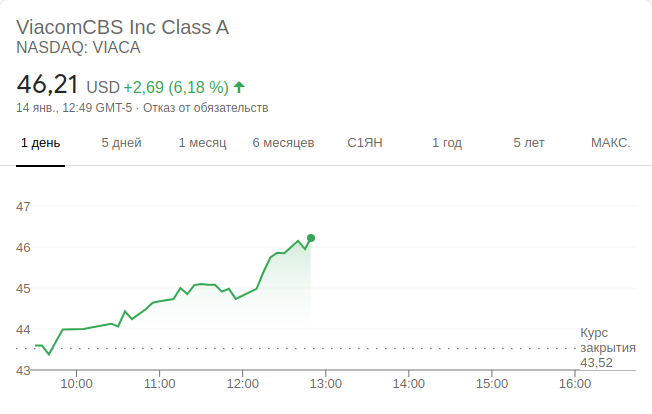 ViacomCBS Inc Class A
NASDAQ: VIACA
46,21 USD +2,69 (6,18 %)
14 янв., 12:49 GMT-5 · Отказ от обязательств
1 день 5 дней 1 месяц 6 месяцев С1ЯН 1 год 5 лет МАКС.
47
46
45
44
Курс
закрытия
43,52
43
10:00 11:00 12:00 13:00 14:00 15:00 16:00